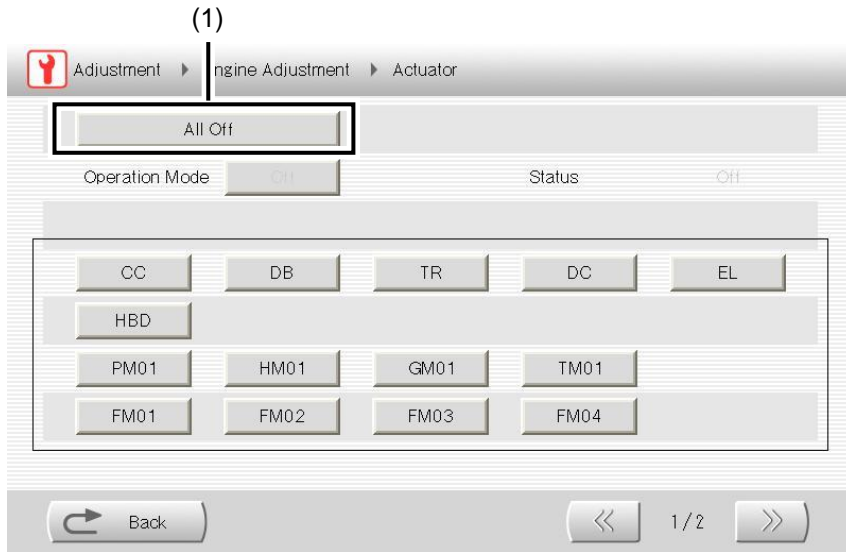 (1)
Adjustment ngine Adjustment Actuator
All Off
Operation Mode Off Status Off
CC DB TR DC EL
HBD
PM01 HM01 GM01 TM01
FM01 FM02 FM03 FM04
Back 1/2